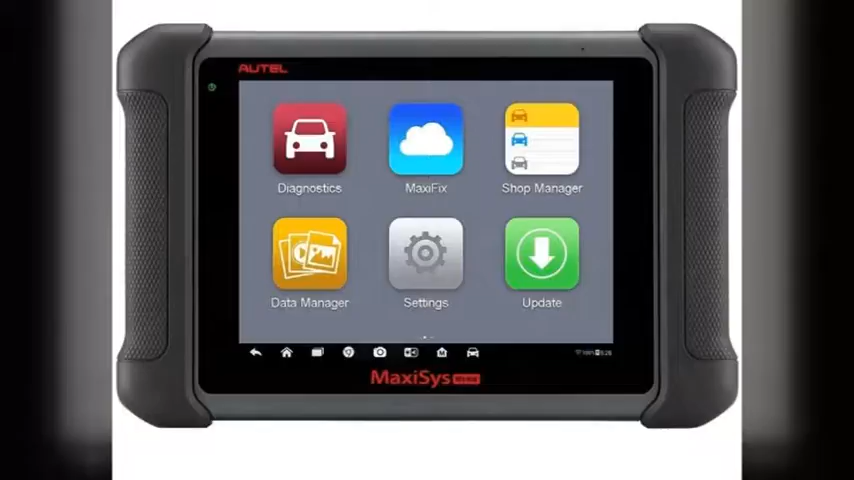 AUTEL
Diagnostics
MaxiFix
Shop Manager
Data Manager
Settings
Update
MaxiSys